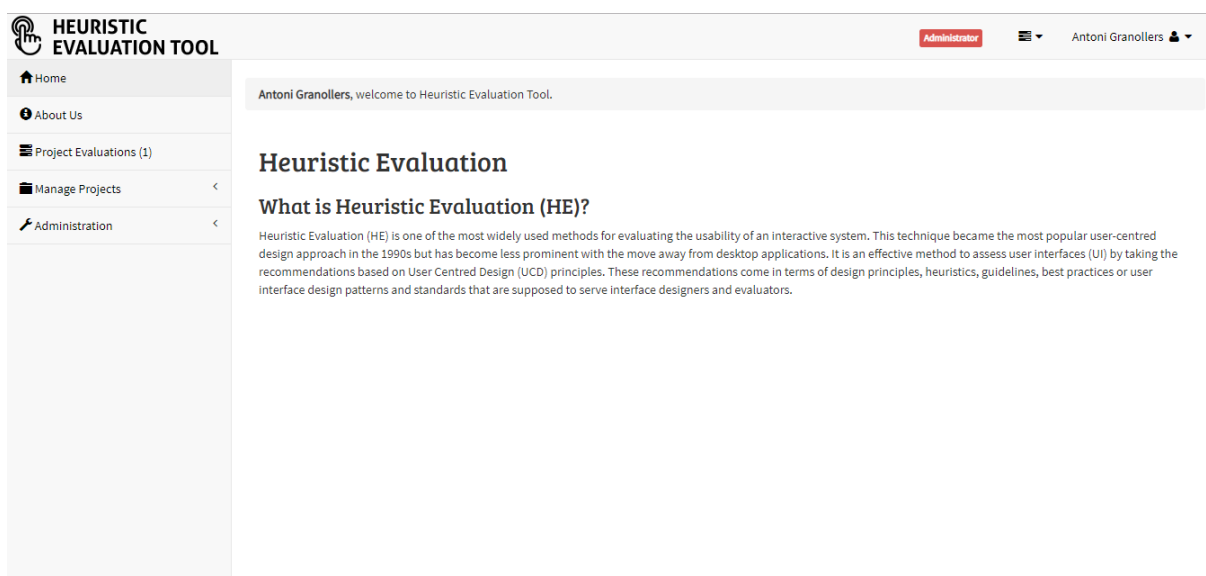 HEURISTIC
EVALUATION TOOL
Administrator
Antoni Granollers
Home
About Us
Project Evaluations (1)
Manage Projects
Administration
Antoni Granollers, welcome to Heuristic Evaluation Tool.
Heuristic Evaluation
What is Heuristic Evaluation (HE)?
Heuristic Evaluation (HE) is one of the most widely used methods for evaluating the usability of an interactive system. This technique became the most popular user-centred
design approach in the 1990s but has become less prominent with the move away from desktop applications. It is an effective method to assess user interfaces (UI) by taking the
recommendations based on User Centred Design (UCD) principles. These recommendations come in terms of design principles, heuristics, guidelines, best practices or user
interface design patterns and standards that are supposed to serve interface designers and evaluators.